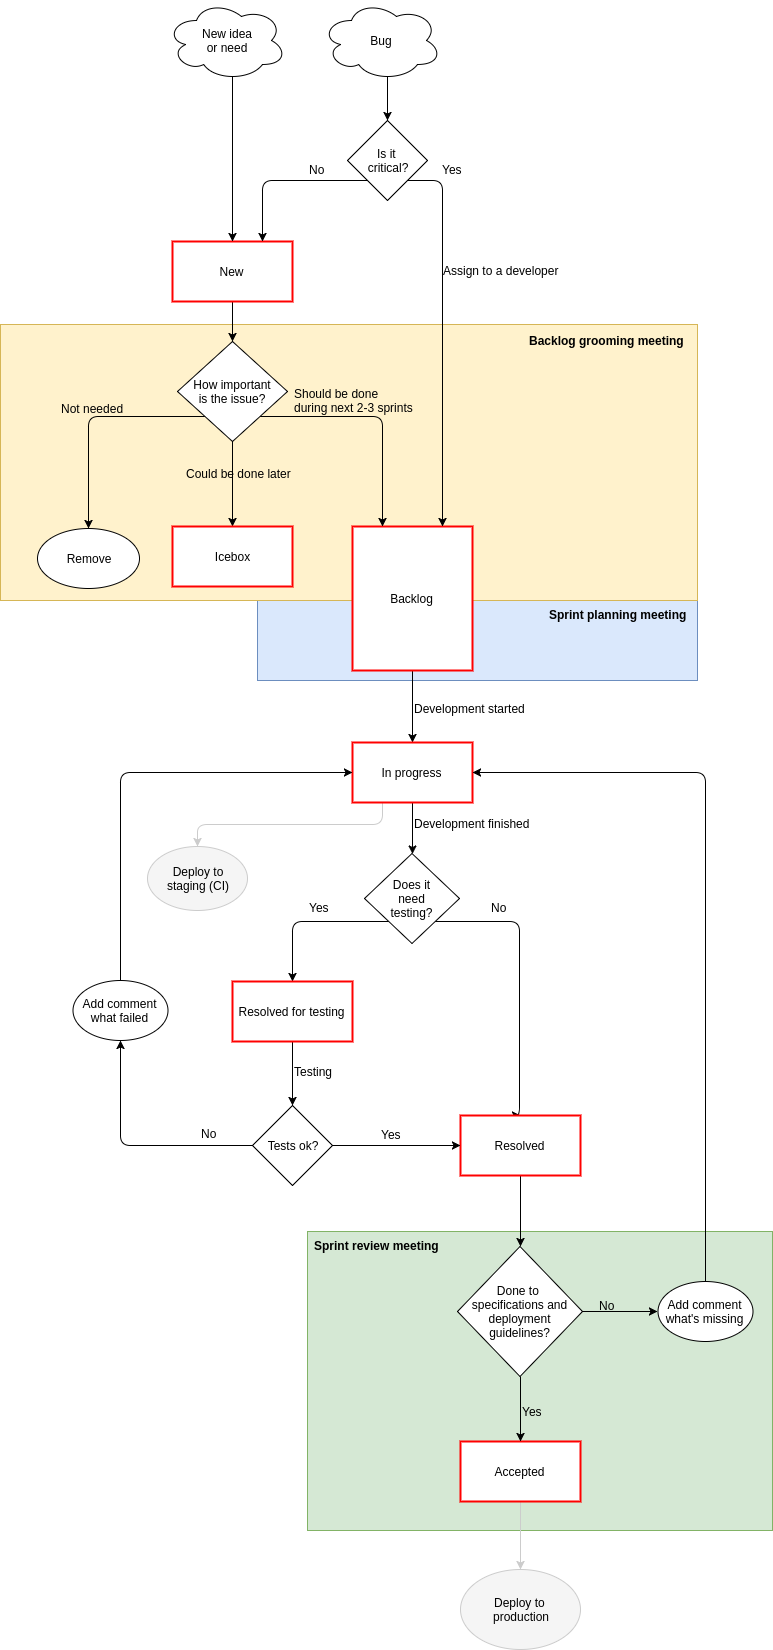 New idea
or need
Bug
Is it
critical?
No
Yes
New
Assign to a developer
Backlog grooming meeting
How important
is the issue?
Should be done
during next 2-3 sprints
Not needed
Could be done later
Remove
Icebox
Backlog
Sprint planning meeting
Development started
In progress
Development finished
Deploy to
staging (CI)
Does it
need
testing?
Yes
No
Add comment
what failed
Resolved for testing
Testing
No
Tests ok?
Yes
Resolved
Sprint review meeting
Done to
specifications and
deployment
guidelines?
No
Add comment
what's missing
Yes
Accepted
Deploy to
production